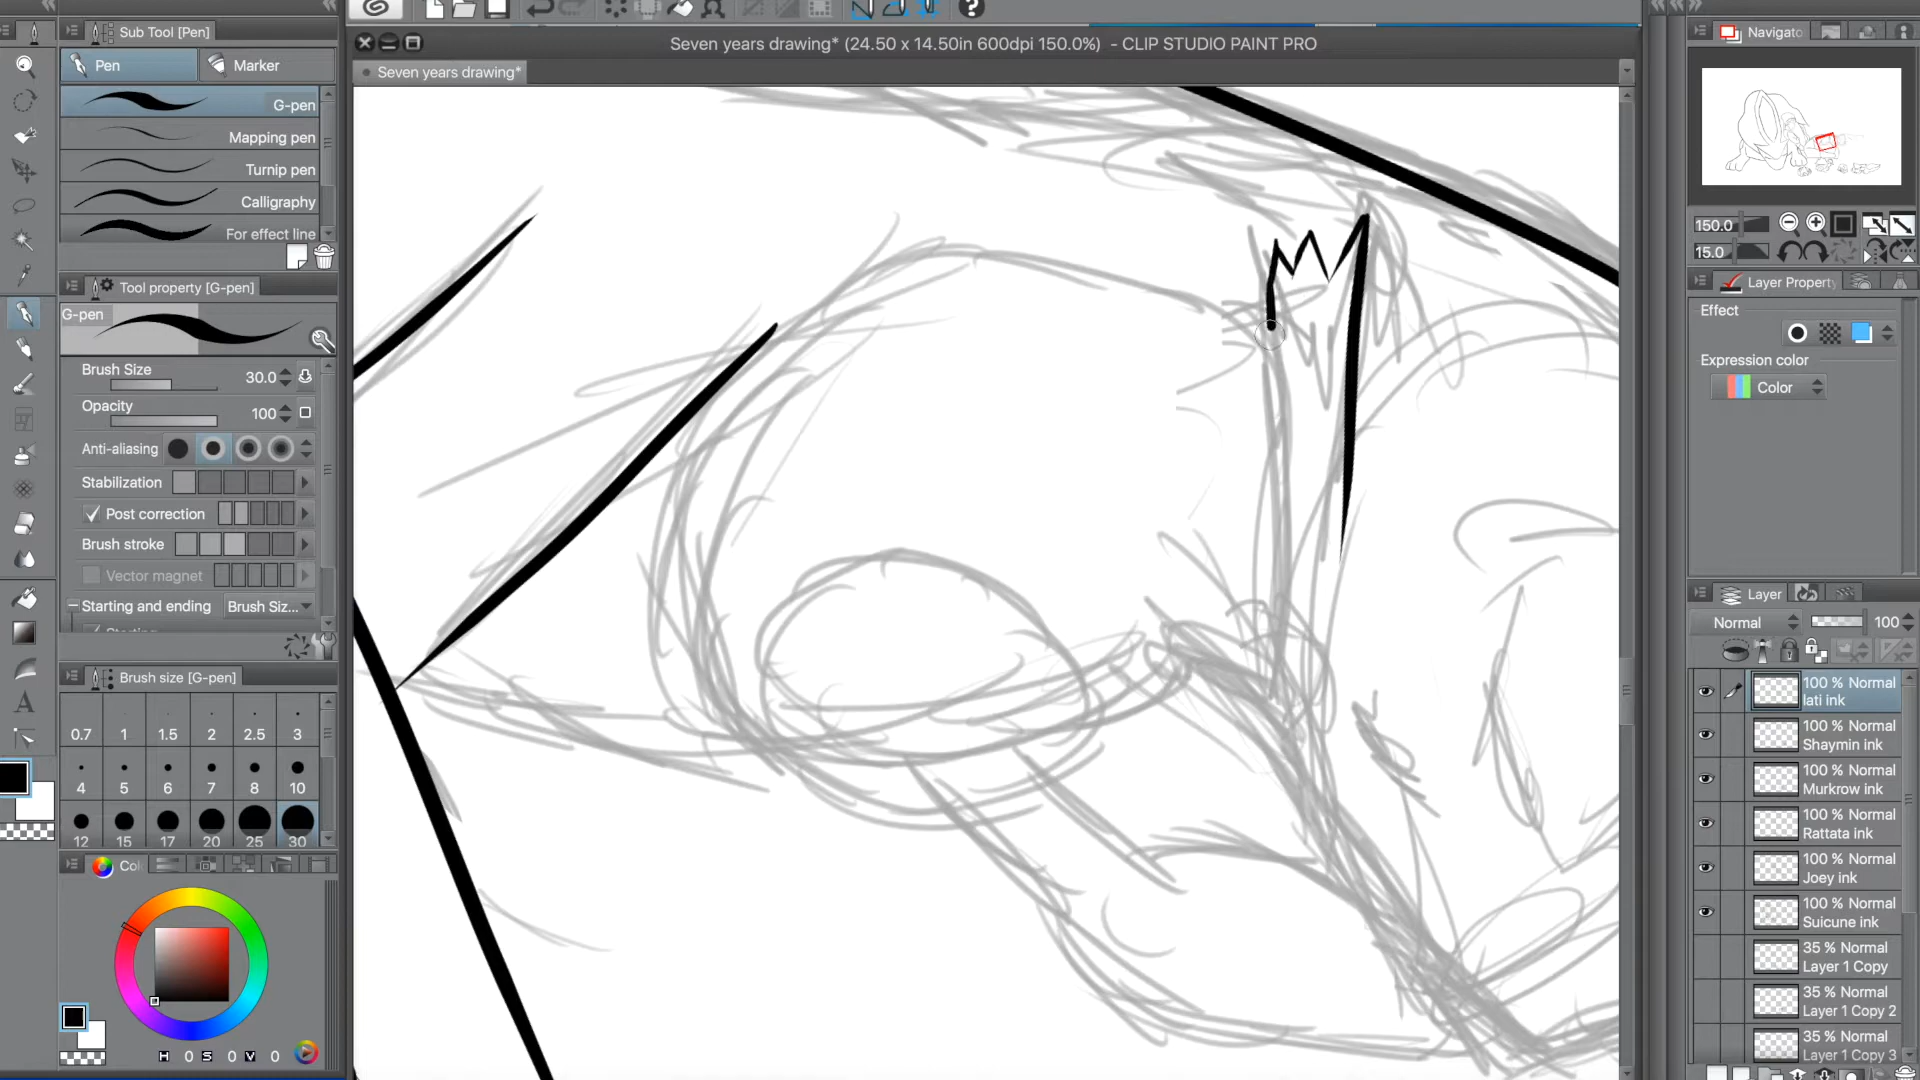 Sub Tool [Pen]
Pen
Marker
G-pen
Mapping pen
Turnip pen
Calligraphy
For effect line
Tool property [G-pen]
G-pen
Brush Size 30.0
Opacity 100
Anti-aliasing
Stabilization
Post correction
Brush stroke
Vector magnet
Starting and ending Brush Siz...
Brush size [G-pen]
0.7 1 1.5 2 2.5 3
4 5 6 7 8 10
12 15 17 20 25 30
Col
H 0 S 0 V 0
Seven years drawing* (24.50 x 14.50in 600dpi 150.0%) - CLIP STUDIO PAINT PRO
Seven years drawing*
Navigato
150.0
15.0
Layer Property
Effect
Expression color
Color
Layer
Normal 100
100 % Normal
lati ink
100 % Normal
Shaymin ink
100 % Normal
Murkrow ink
100 % Normal
Rattata ink
100 % Normal
Joey ink
100 % Normal
Suicune ink
35 % Normal
Layer 1 Copy
35 % Normal
Layer 1 Copy 2
35 % Normal
Layer 1 Copy 3